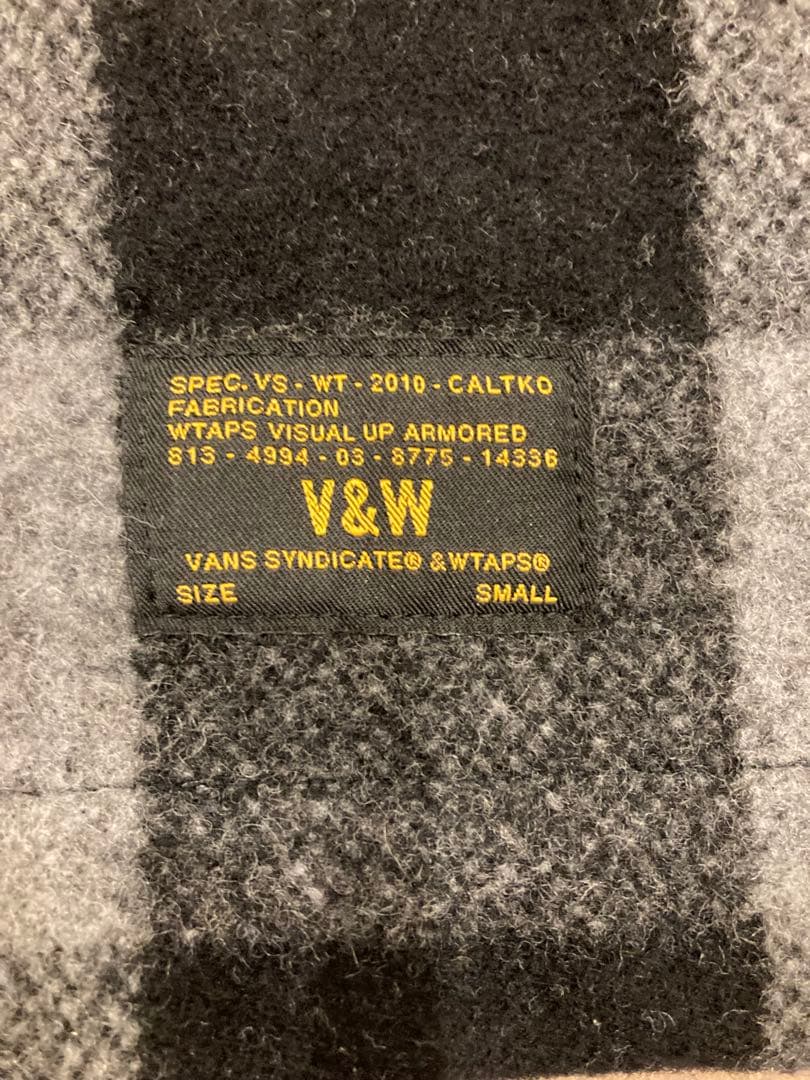 SPEC. VS - WT - 2010 - CALTKO
FABRICATION
WTAPS VISUAL UP ARMORED
813 - 4994 - 03 - 8775 - 14336
V&W
VANS SYNDICATE® &WTAPS®
SIZE SMALL